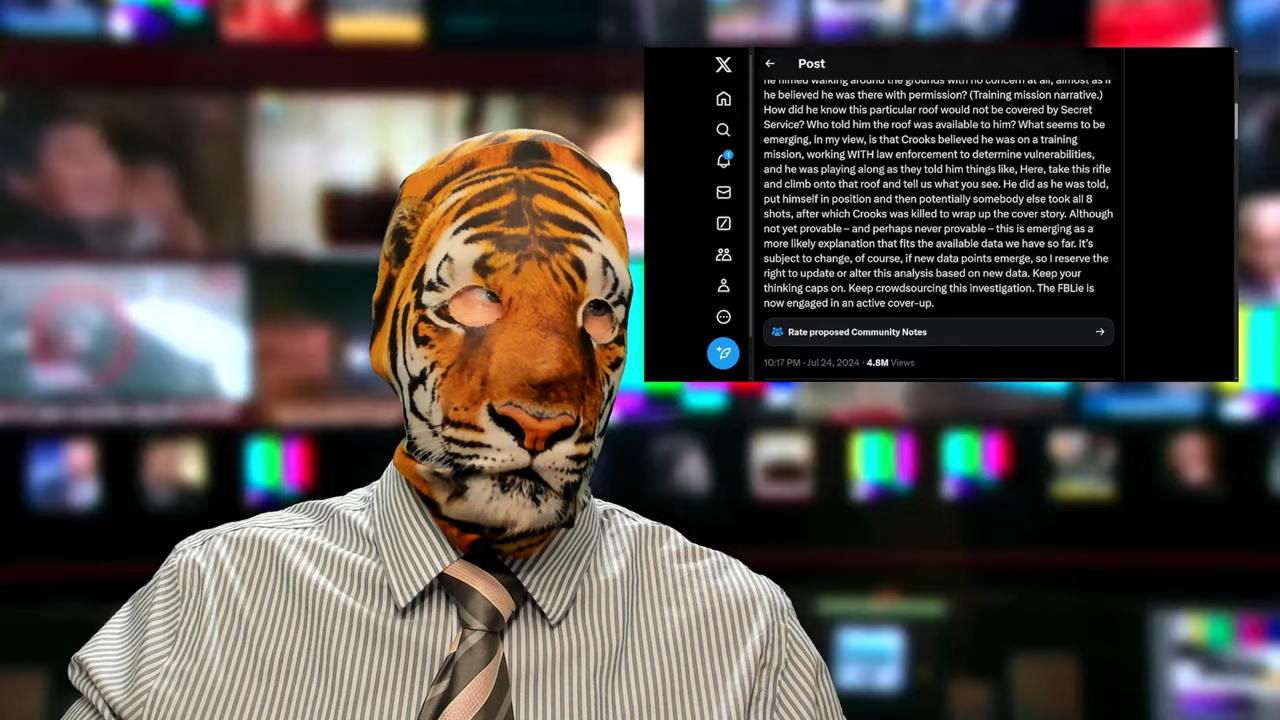 Post
he filmed walking around the grounds with no concern at all, almost as if
he believed he was there with permission? (Training mission narrative.)
How did he know this particular roof would not be covered by Secret
Service? Who told him the roof was available to him? What seems to be
emerging, in my view, is that Crooks believed he was on a training
mission, working WITH law enforcement to determine vulnerabilities,
and he was playing along as they told him things like, Here, take this rifle
and climb onto that roof and tell us what you see. He did as he was told,
put himself in position and then potentially somebody else took all 8
shots, after which Crooks was killed to wrap up the cover story. Although
not yet provable – and perhaps never provable – this is emerging as a
more likely explanation that fits the available data we have so far. It's
subject to change, of course, if new data points emerge, so I reserve the
right to update or alter this analysis based on new data. Keep your
thinking caps on. Keep crowdsourcing this investigation. The FBLie is
now engaged in an active cover-up.
Rate proposed Community Notes
10:17 PM · Jul 24, 2024 · 4.8M Views
1